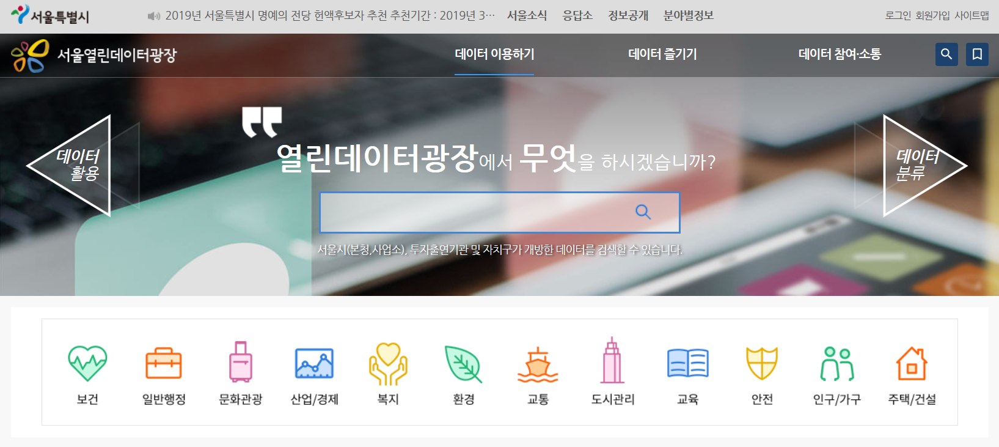 서울특별시
2019년 서울특별시 명예의 전당 헌액후보자 추천 추천기간 : 2019년 3…
서울소식 응답소 정보공개 분야별정보
로그인 회원가입 사이트맵
서울열린데이터광장
데이터 이용하기
데이터 즐기기
데이터 참여·소통
데이터
활용
열린데이터광장에서 무엇을 하시겠습니까?
데이터
분류
서울시(본청,사업소), 투자출연기관 및 자치구가 개방한 데이터를 검색할 수 있습니다.
보건
일반행정
문화관광
산업/경제
복지
환경
교통
도시관리
교육
안전
인구/가구
주택/건설